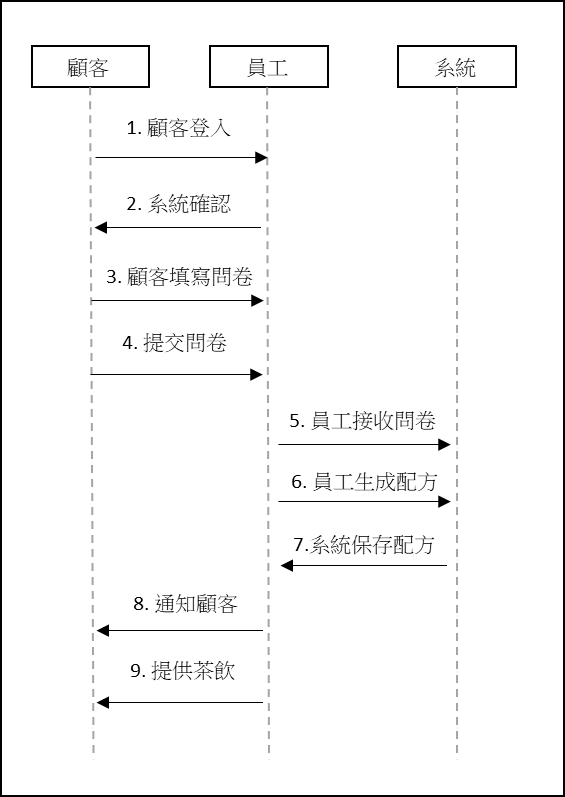 顧客
員工
系統
1. 顧客登入
2. 系統確認
3. 顧客填寫問卷
4. 提交問卷
5. 員工接收問卷
6. 員工生成配方
7.系統保存配方
8. 通知顧客
9. 提供茶飲